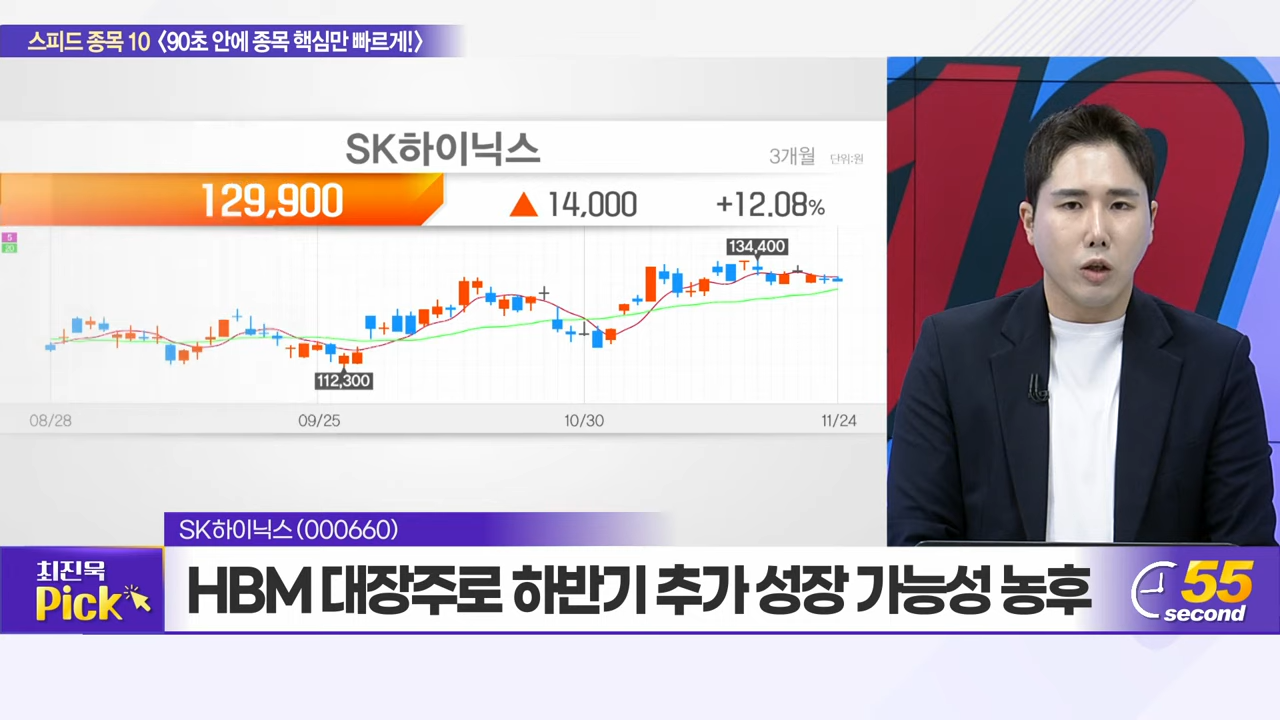 스피드 종목 10 〈90초 안에 종목 핵심만 빠르게!〉
SK하이닉스
3개월 단위:원
129,900 ▲ 14,000 +12.08%
5
20
134,400
112,300
08/28 09/25 10/30 11/24
SK하이닉스 (000660)
최진욱
Pick
HBM 대장주로 하반기 추가 성장 가능성 농후
55
second
10